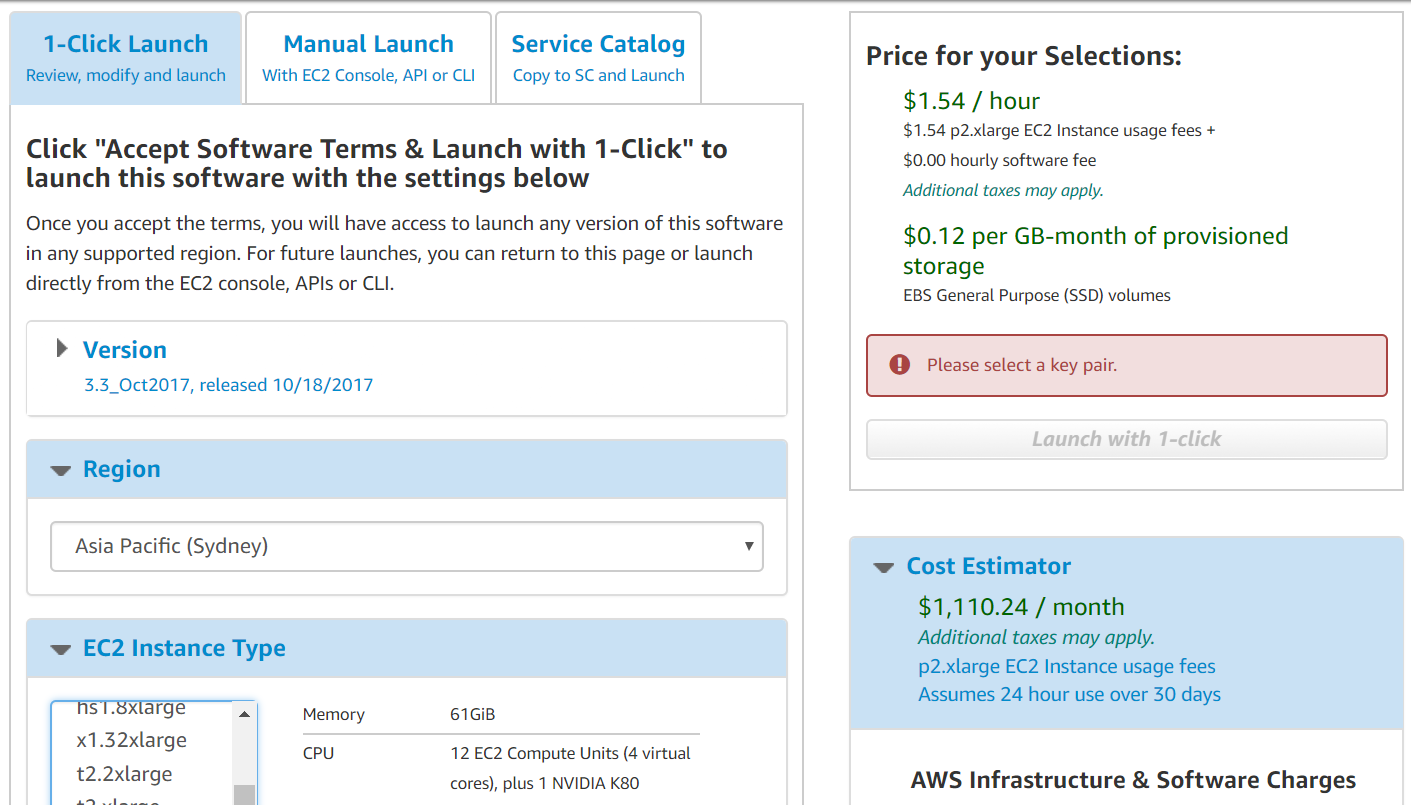 1-Click Launch
Review, modify and launch
Manual Launch
With EC2 Console, API or CLI
Service Catalog
Copy to SC and Launch
Click "Accept Software Terms & Launch with 1-Click" to
launch this software with the settings below
Once you accept the terms, you will have access to launch any version of this software
in any supported region. For future launches, you can return to this page or launch
directly from the EC2 console, APIs or CLI.
Version
3.3_Oct2017, released 10/18/2017
Region
Asia Pacific (Sydney)
EC2 Instance Type
hs1.8xlarge
x1.32xlarge
t2.2xlarge
t2.xlarge
Memory
61GiB
CPU
12 EC2 Compute Units (4 virtual
cores), plus 1 NVIDIA K80
Price for your Selections:
$1.54 / hour
$1.54 p2.xlarge EC2 Instance usage fees +
$0.00 hourly software fee
Additional taxes may apply.
$0.12 per GB-month of provisioned
storage
EBS General Purpose (SSD) volumes
Please select a key pair.
Launch with 1-click
Cost Estimator
$1,110.24 / month
Additional taxes may apply.
p2.xlarge EC2 Instance usage fees
Assumes 24 hour use over 30 days
AWS Infrastructure & Software Charges